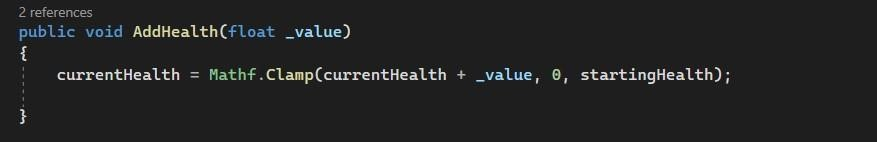 2 references
public void AddHealth(float _value)
{
currentHealth = Mathf.Clamp(currentHealth + _value, 0, startingHealth);
}